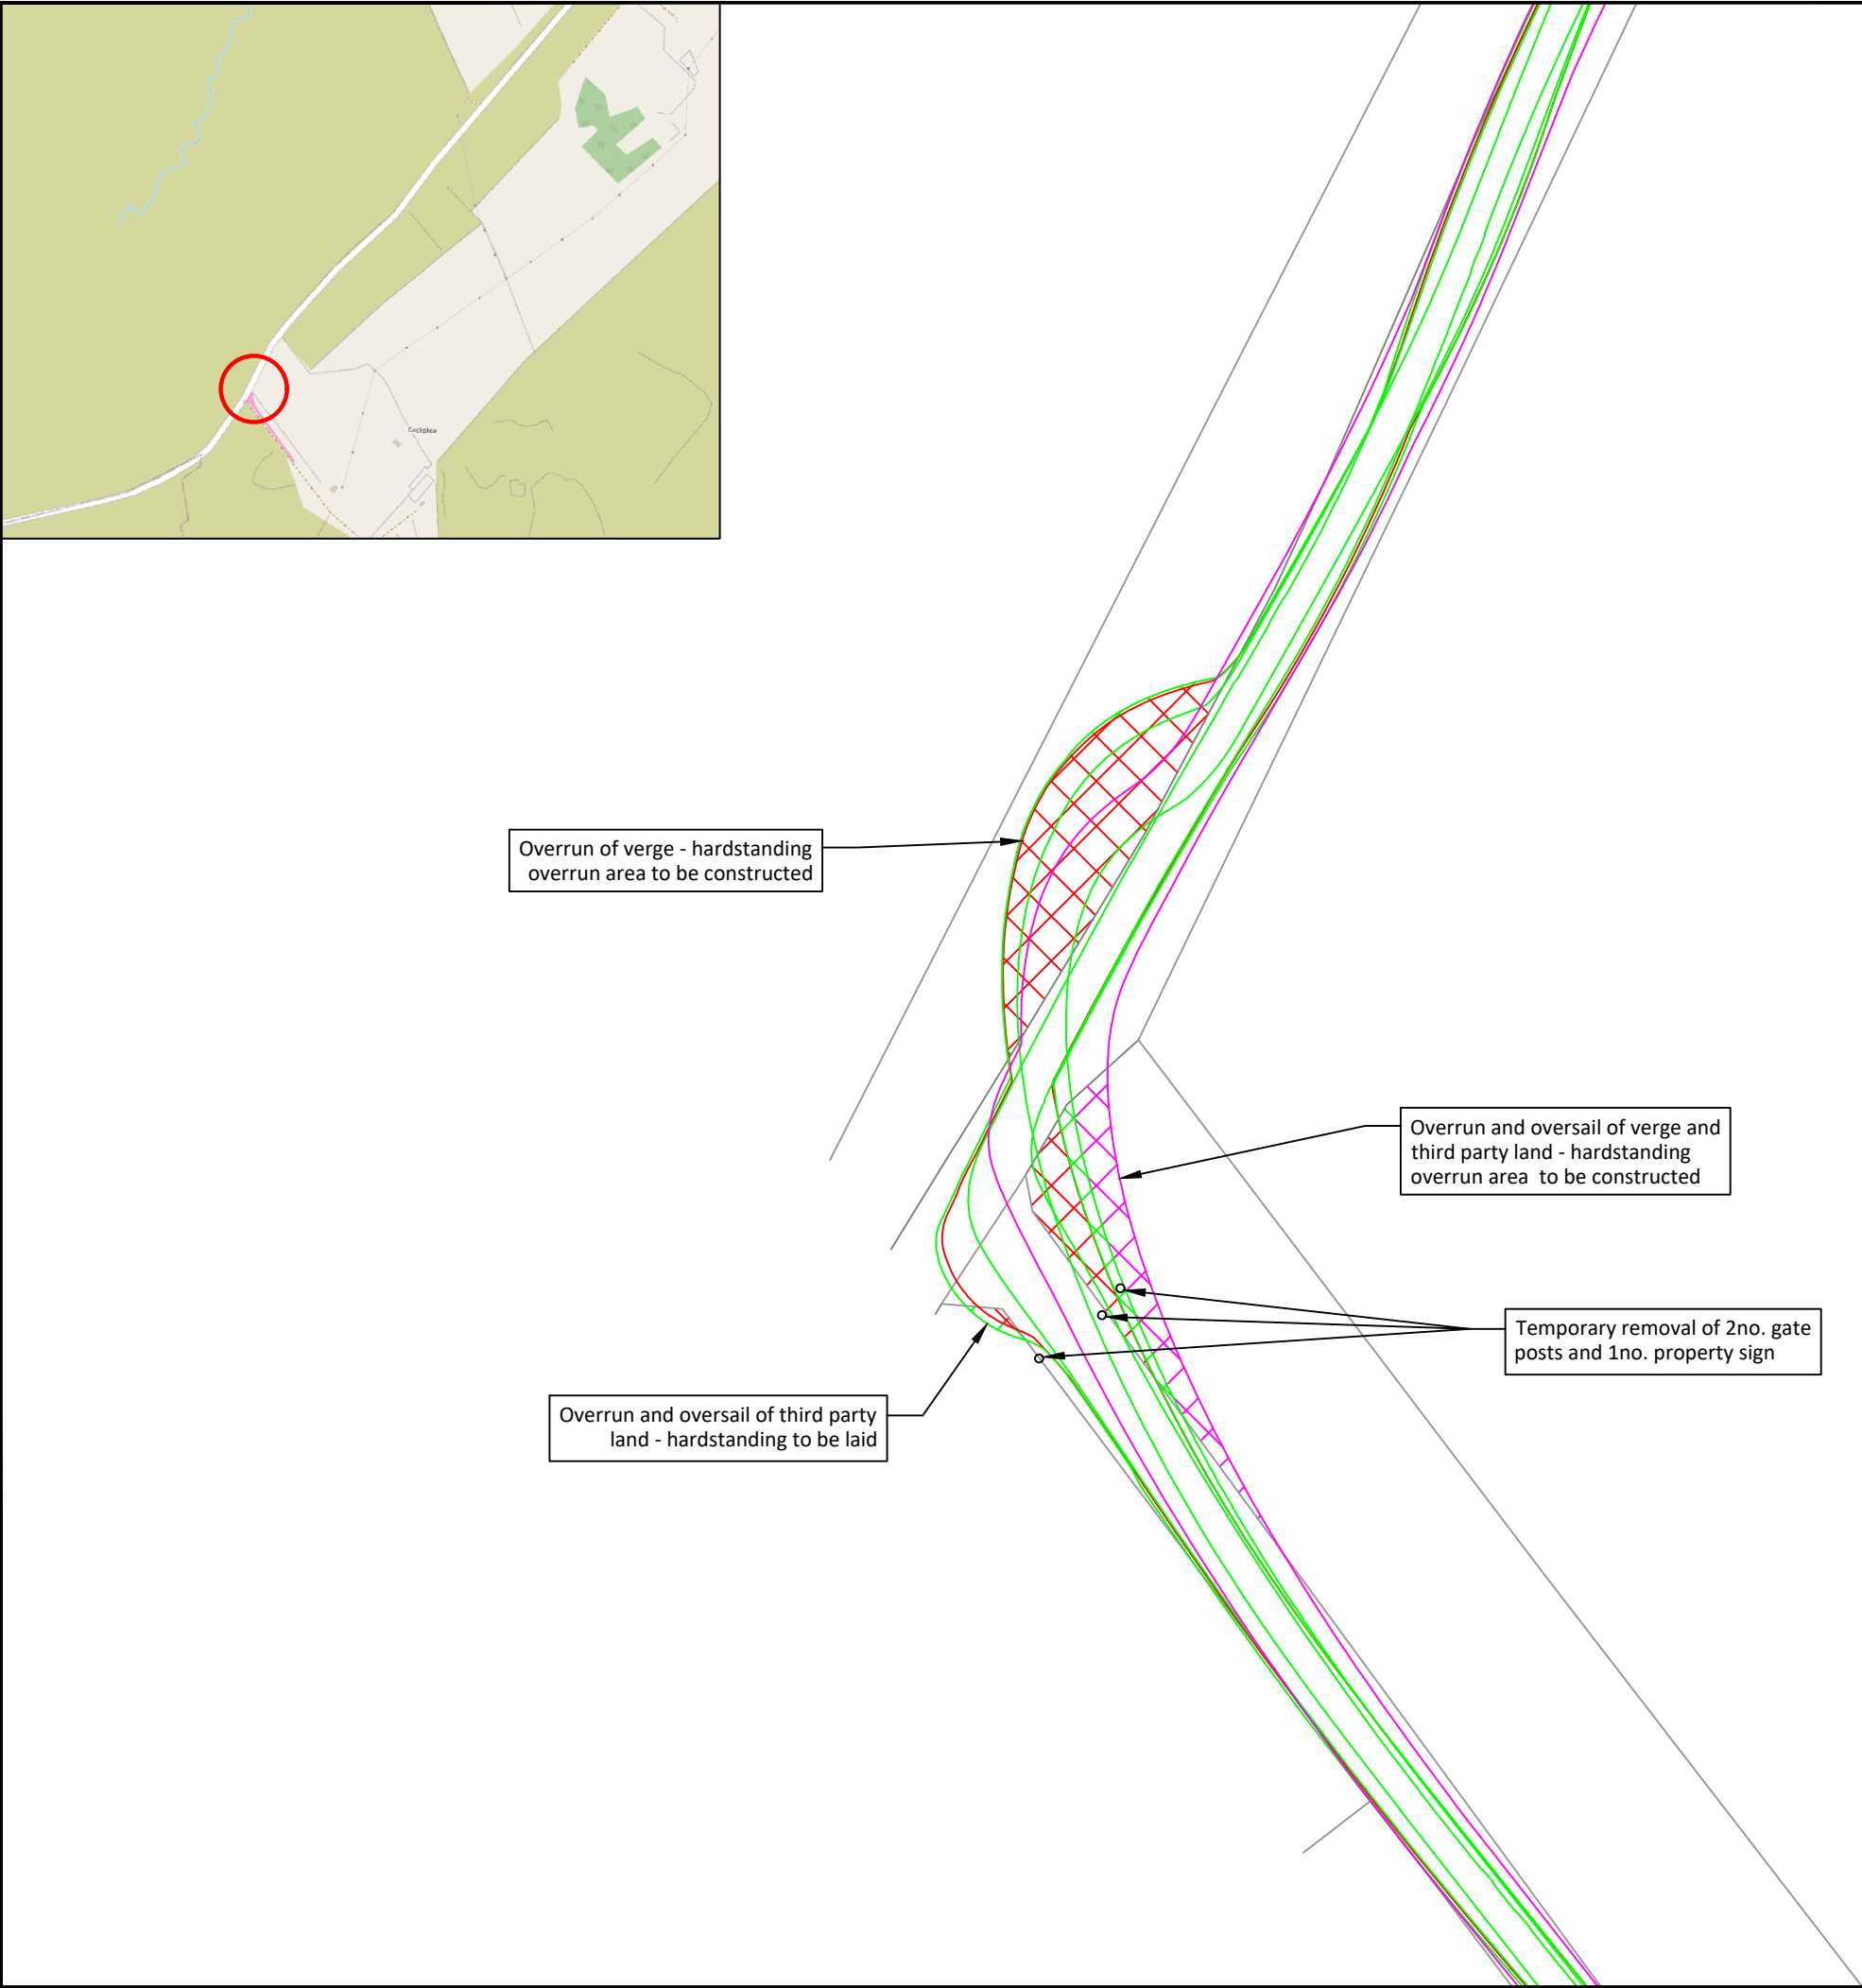 Cockplea
Overrun of verge - hardstanding
overrun area to be constructed
Overrun and oversail of verge and
third party land - hardstanding
overrun area to be constructed
Temporary removal of 2no. gate
posts and 1no. property sign
Overrun and oversail of third party
land - hardstanding to be laid